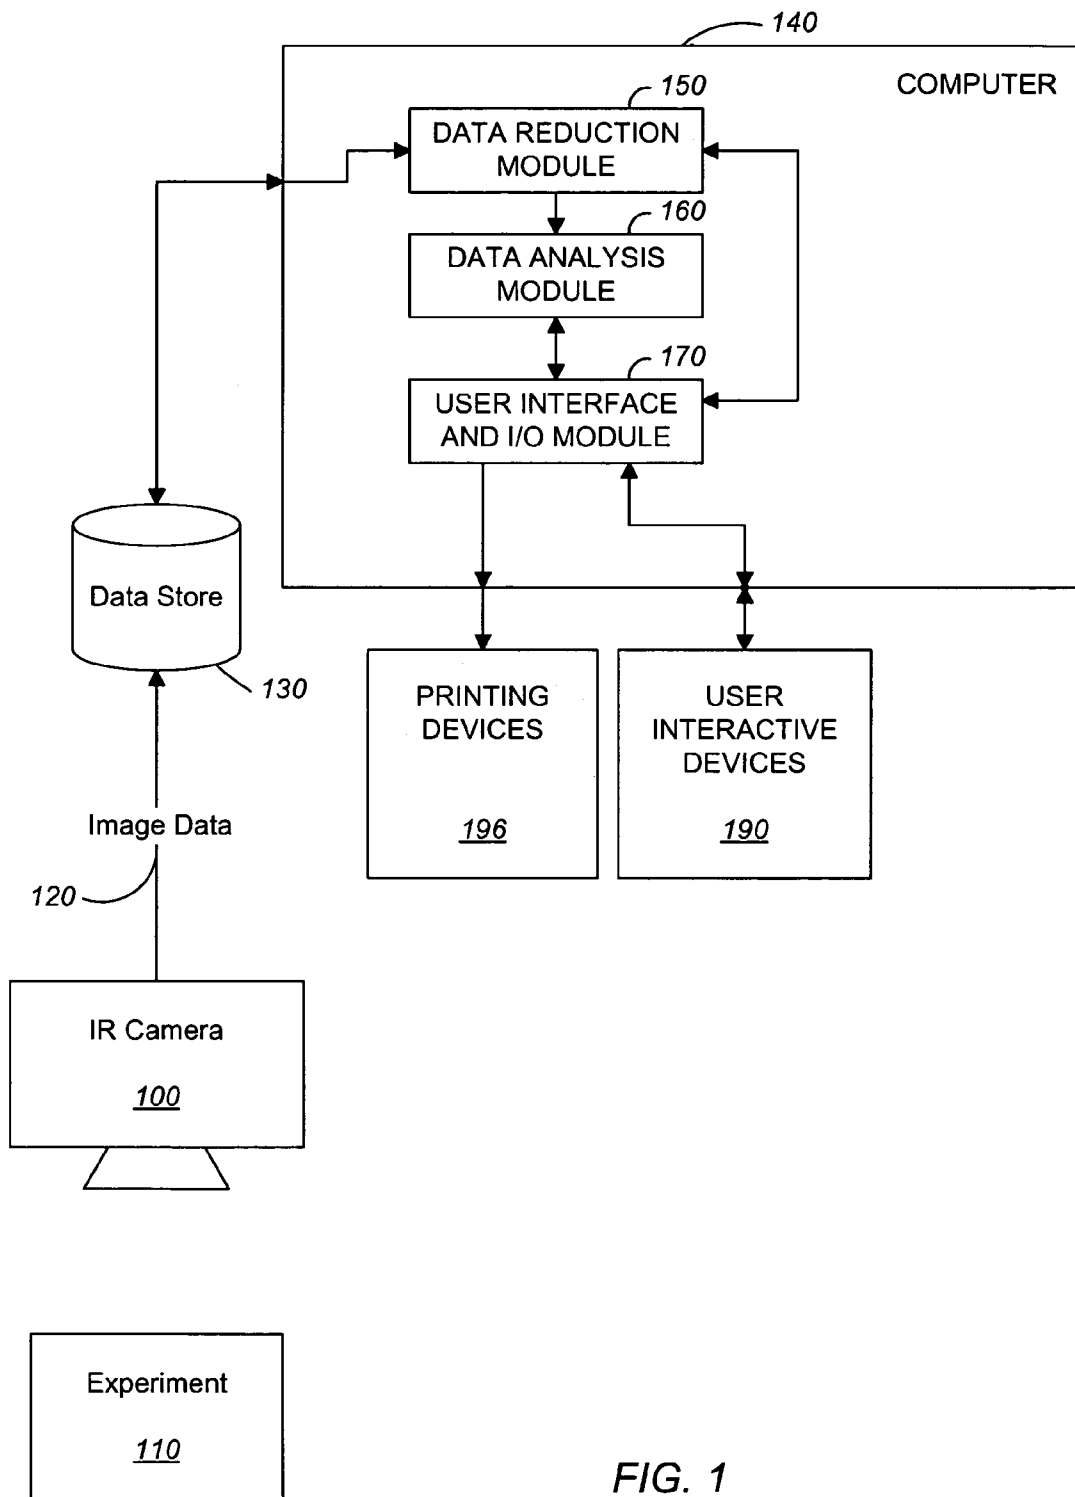 140
COMPUTER
150
DATA REDUCTION
MODULE
160
DATA ANALYSIS
MODULE
170
USER INTERFACE
AND I/O MODULE
Data Store
130
PRINTING
DEVICES
196
USER
INTERACTIVE
DEVICES
190
Image Data
120
IR Camera
100
Experiment
110
FIG. 1